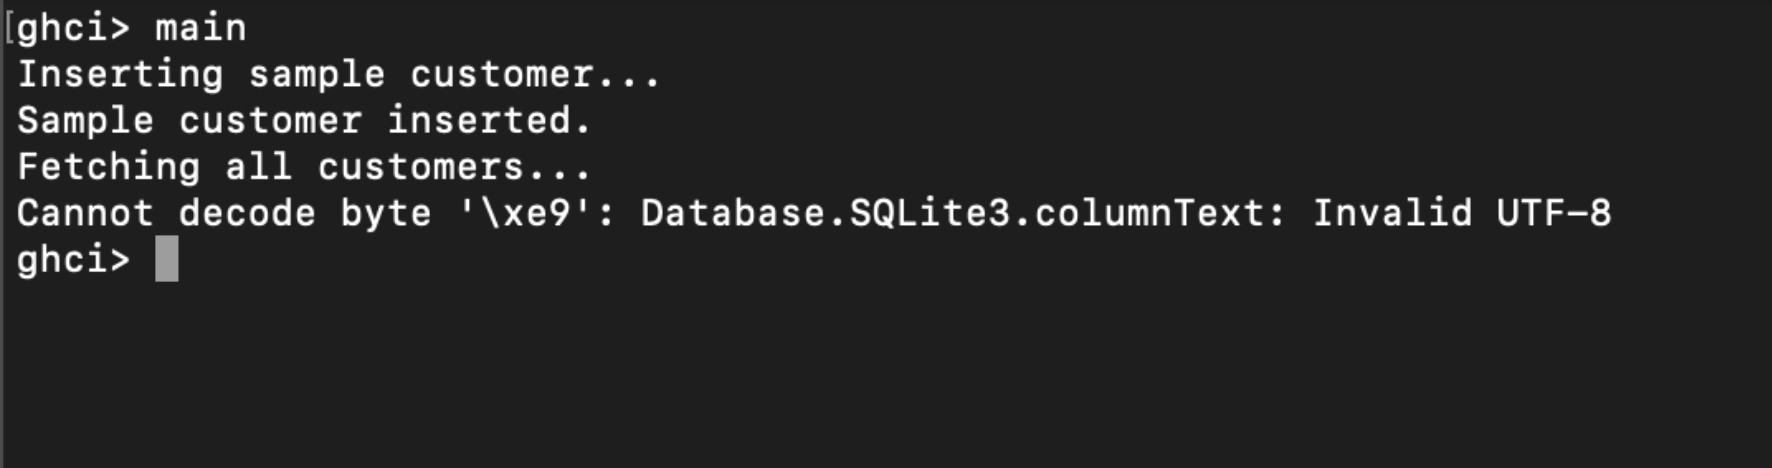 [ghci> main
Inserting sample customer...
Sample customer inserted.
Fetching all customers...
Cannot decode byte '\xe9': Database.SQLite3.columnText: Invalid UTF-8
ghci>